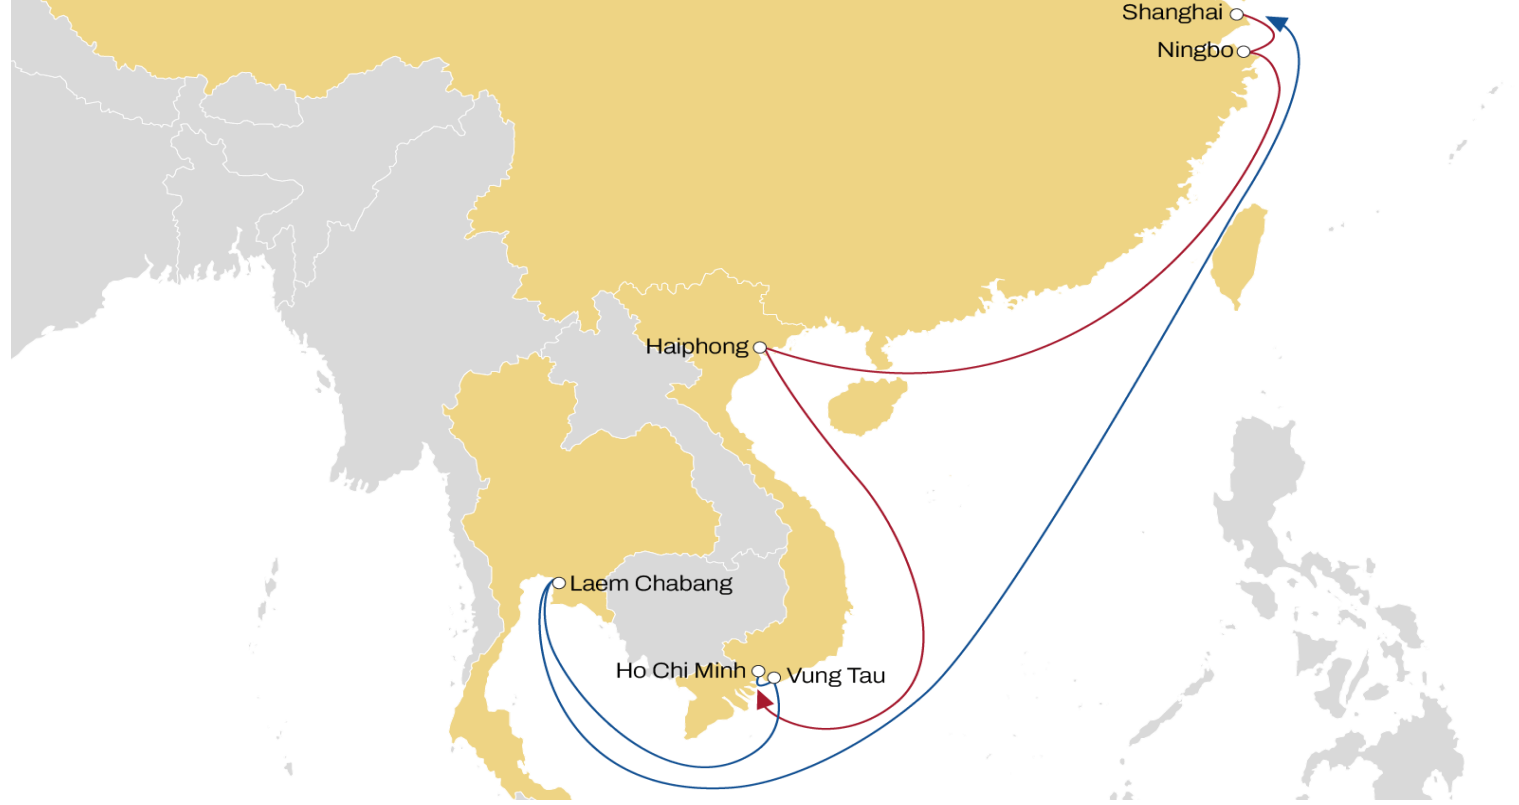 Shanghai
Ningbo
Haiphong
Laem Chabang
Ho Chi Minh
Vung Tau